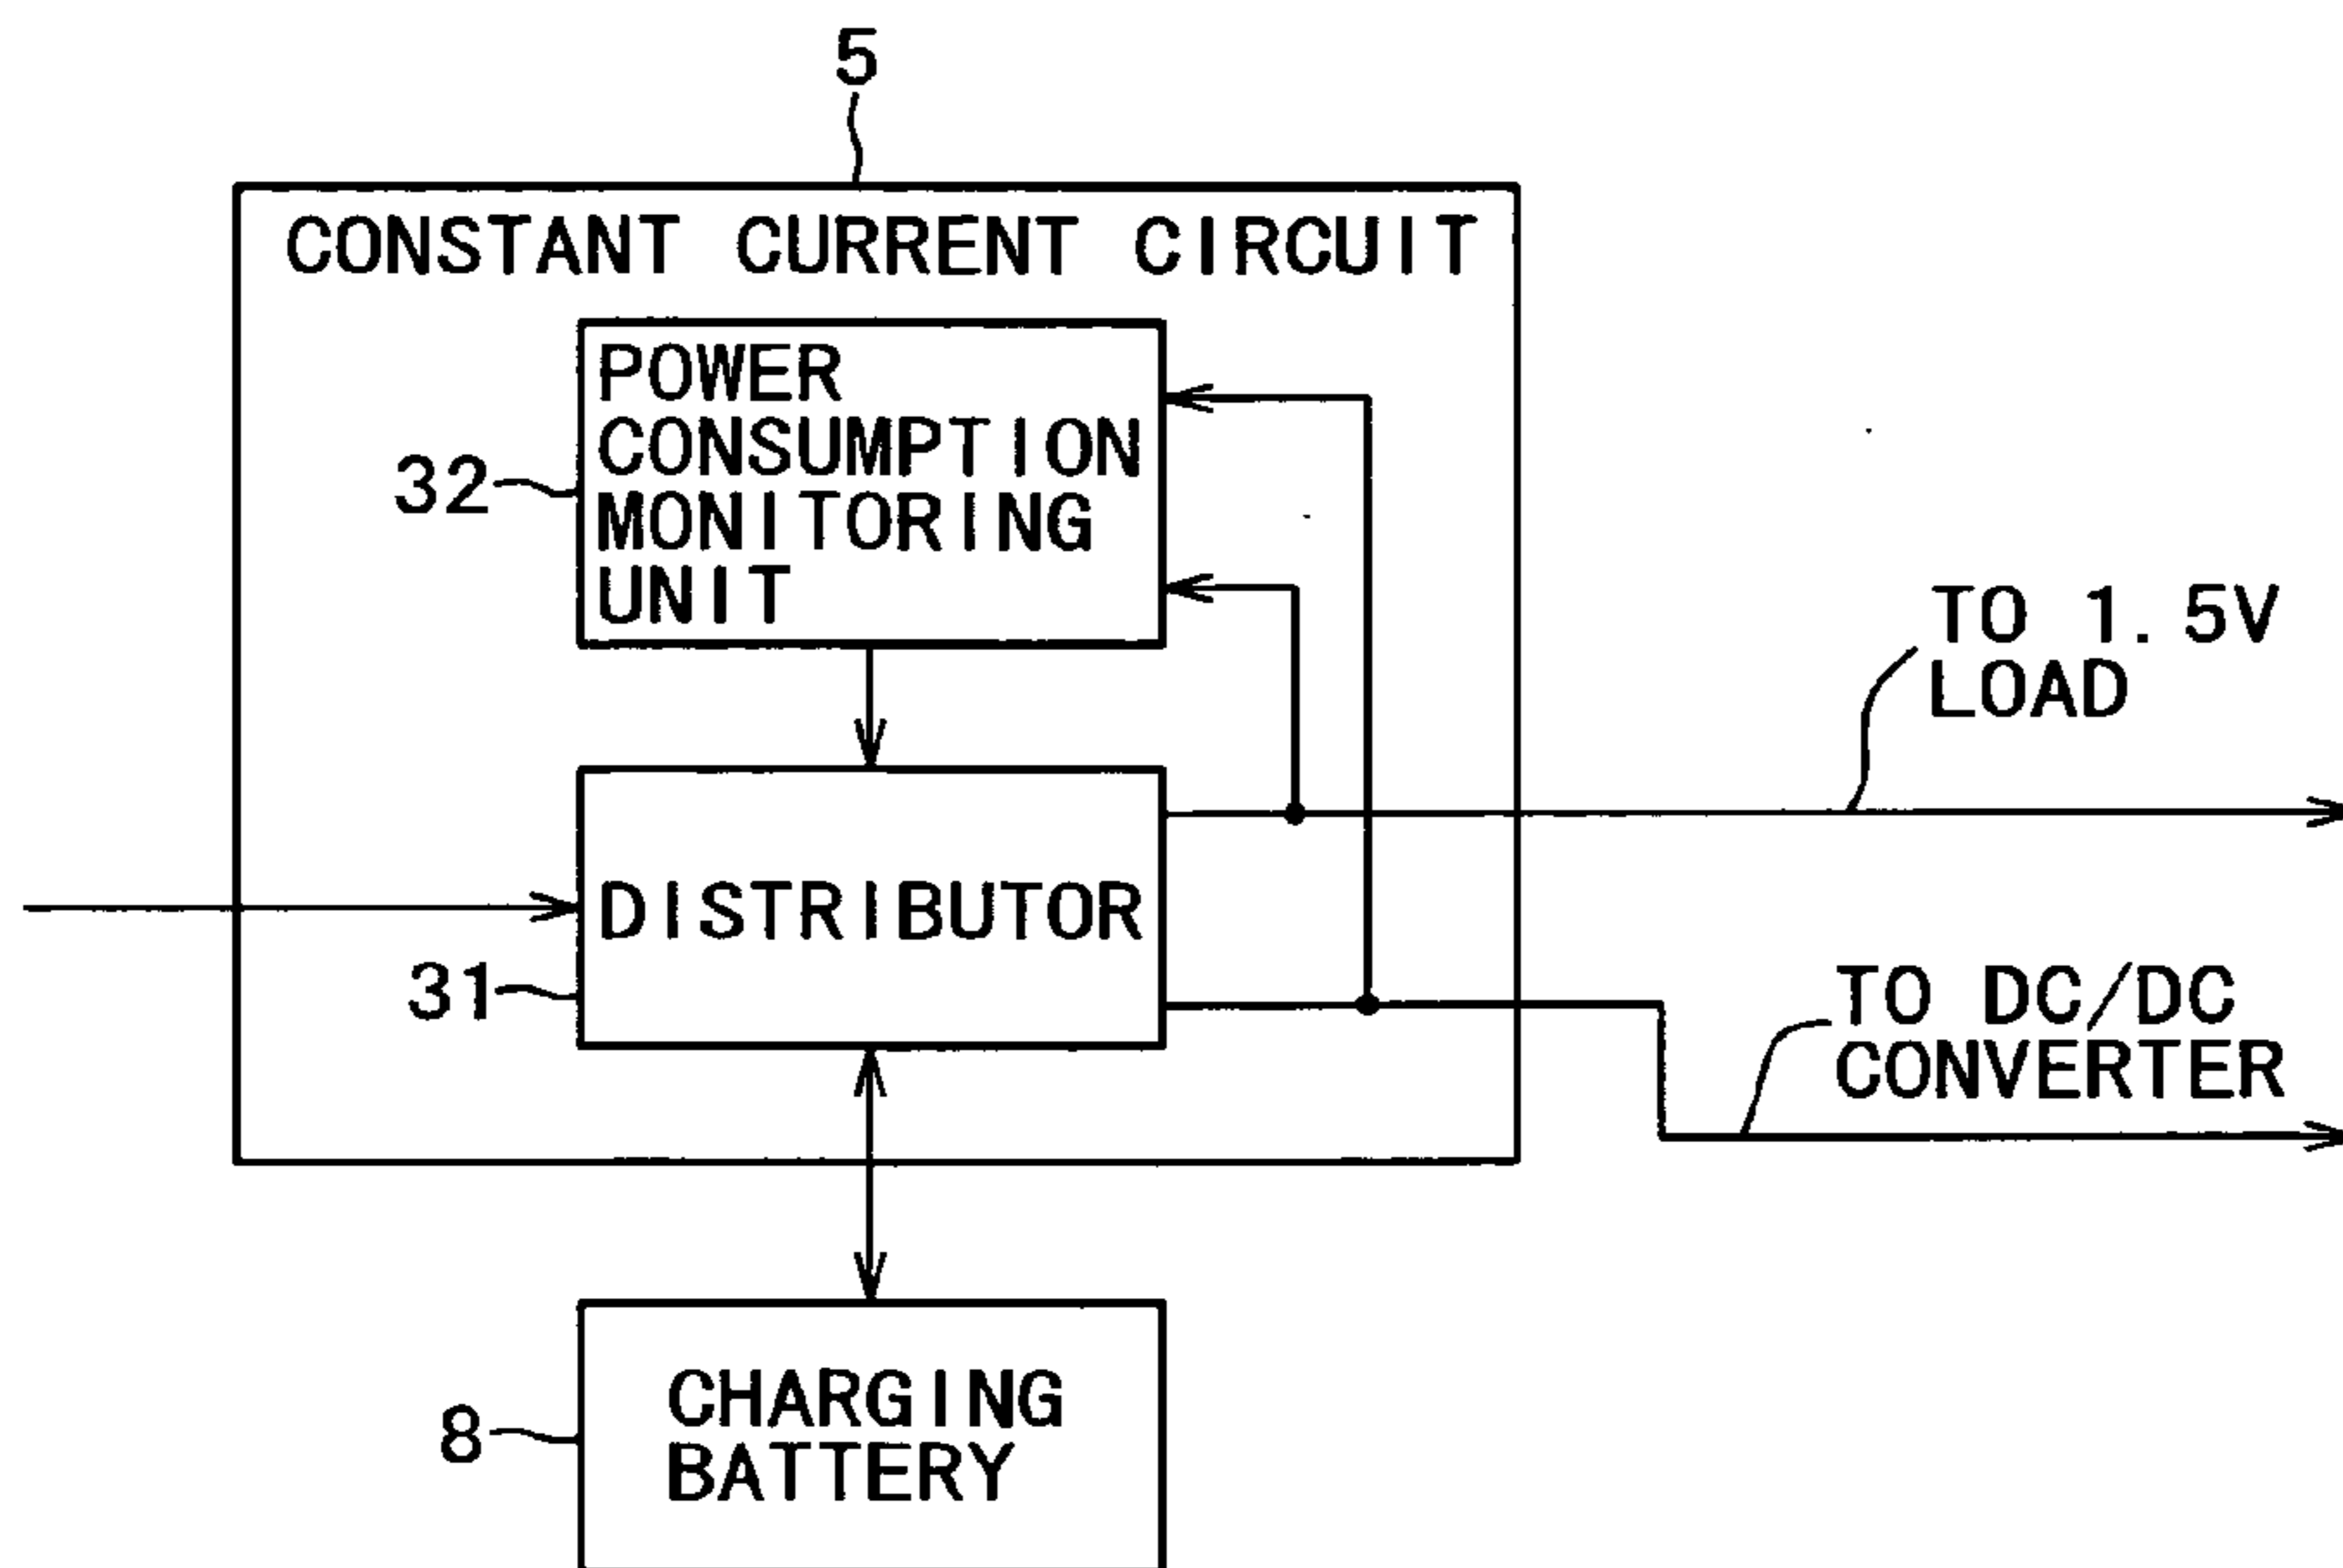 5
CONSTANT CURRENT CIRCUIT
POWER
CONSUMPTION
MONITORING
UNIT
32
TO 1.5V
LOAD
DISTRIBUTOR
31
TO DC/DC
CONVERTER
CHARGING
BATTERY
8